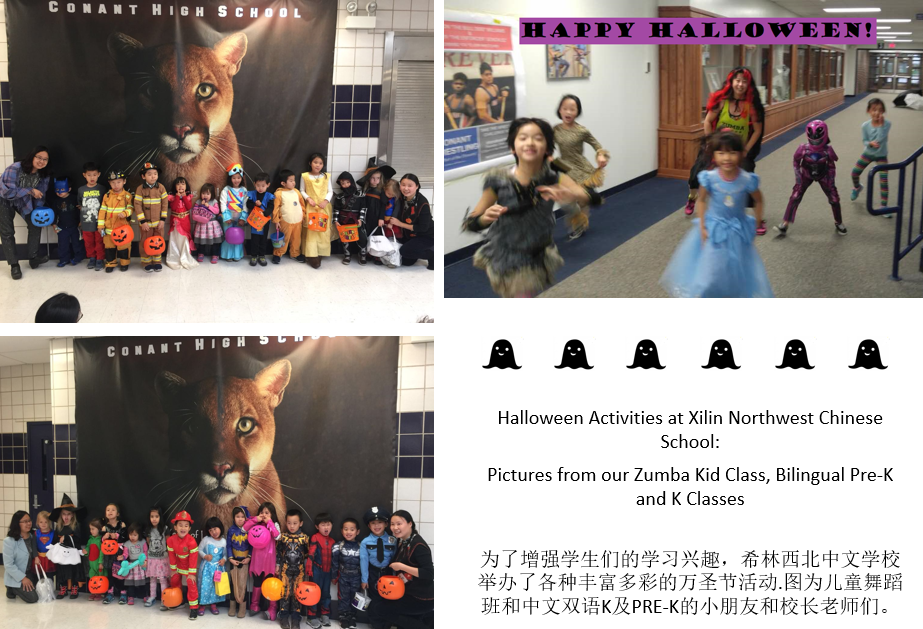 CONANT HIGH SCHOOL
HAPPY HALLOWEEN!
ONANT
ESTLING
CONANT HIGH SCHO
Halloween Activities at Xilin Northwest Chinese
School:
Pictures from our Zumba Kid Class, Bilingual Pre-K
and K Classes
为了增强学生们的学习兴趣，希林西北中文学校
举办了各种丰富多彩的万圣节活动.图为儿童舞蹈
班和中文双语K及PRE-K的小朋友和校长老师们。